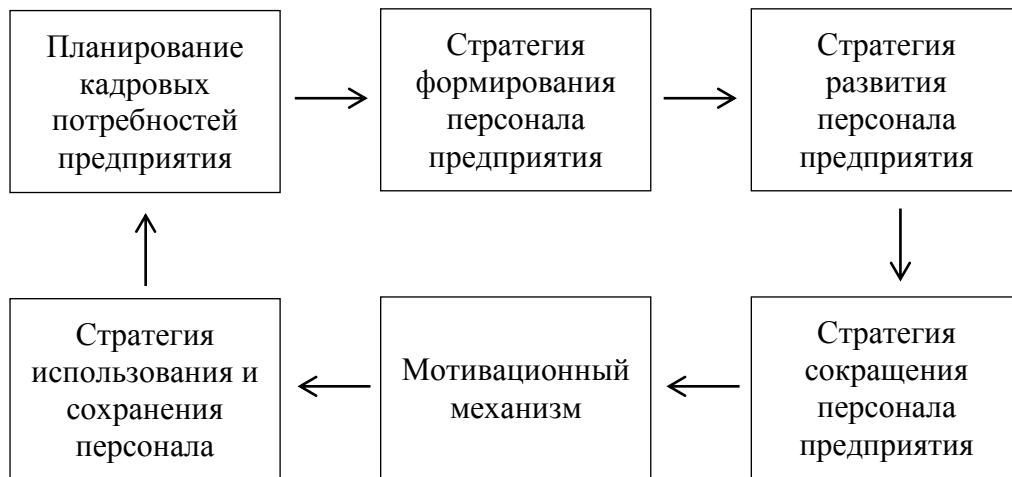 Планирование
кадровых
потребностей
предприятия
Стратегия
формирования
персонала
предприятия
Стратегия
развития
персонала
предприятия
Стратегия
сокращения
персонала
предприятия
Мотивационный
механизм
Стратегия
использования и
сохранения
персонала